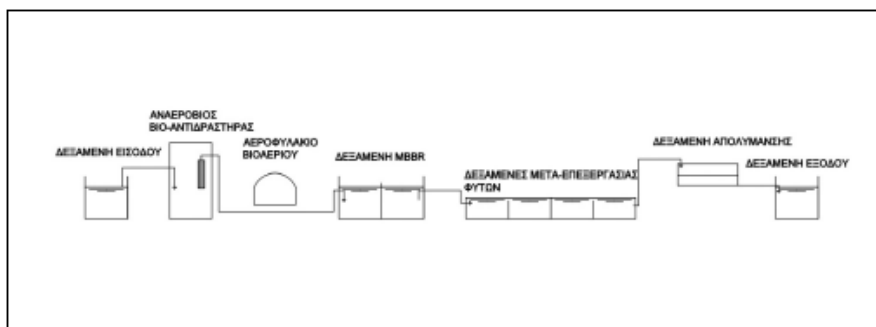 ΔΕΞΑΜΕΝΗ ΕΙΣΟΔΟΥ
ΑΝΑΕΡΟΒΙΟΣ
ΒΙΟ-ΑΝΤΙΔΡΑΣΤΗΡΑΣ
ΑΕΡΟΦΥΛΑΚΙΟ
ΒΙΟΑΕΡΙΟΥ
ΔΕΞΑΜΕΝΗ MBBR
ΔΕΞΑΜΕΝΕΣ ΜΕΤΑ-ΕΠΕΞΕΡΓΑΣΙΑΣ
ΦΥΤΩΝ
ΔΕΞΑΜΕΝΗ ΑΠΟΛΥΜΑΝΣΗΣ
ΔΕΞΑΜΕΝΗ ΕΞΟΔΟΥ